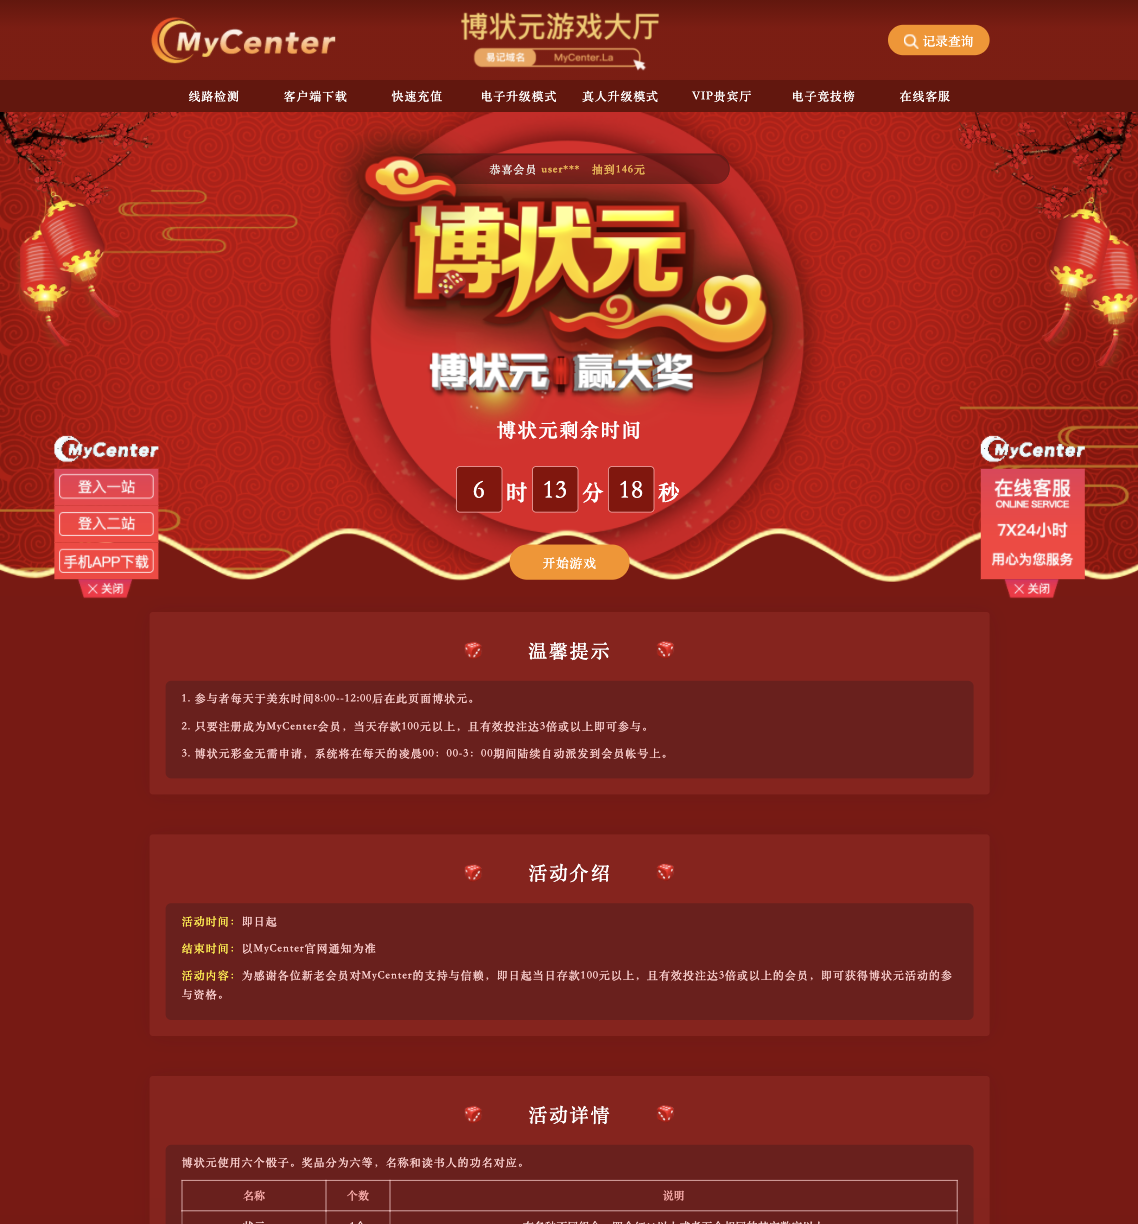 MyCenter
博状元游戏大厅
易记域名 MyCenter.La
记录查询
线路检测 客户端下载 快速充值 电子升级模式 真人升级模式 VIP贵宾厅 电子竞技榜 在线客服
恭喜会员 user*** 抽到146元
博状元
博状元 赢大奖
博状元剩余时间
6 时 13 分 18 秒
开始游戏
MyCenter
登入一站
登入二站
手机APP下载
关闭
MyCenter
在线客服
ONLINE SERVICE
7X24小时
用心为您服务
关闭
温馨提示
1. 参与者每天于美东时间8:00--12:00后在此页面博状元。
2. 只要注册成为MyCenter会员，当天存款100元以上，且有效投注达3倍或以上即可参与。
3. 博状元彩金无需申请，系统将在每天的凌晨00：00-3：00期间陆续自动派发到会员帐号上。
活动介绍
活动时间：即日起
结束时间：以MyCenter官网通知为准
活动内容：为感谢各位新老会员对MyCenter的支持与信赖，即日起当日存款100元以上，且有效投注达3倍或以上的会员，即可获得博状元活动的参
与资格。
活动详情
博状元使用六个骰子。奖品分为六等，名称和读书人的功名对应。
名称 个数 说明